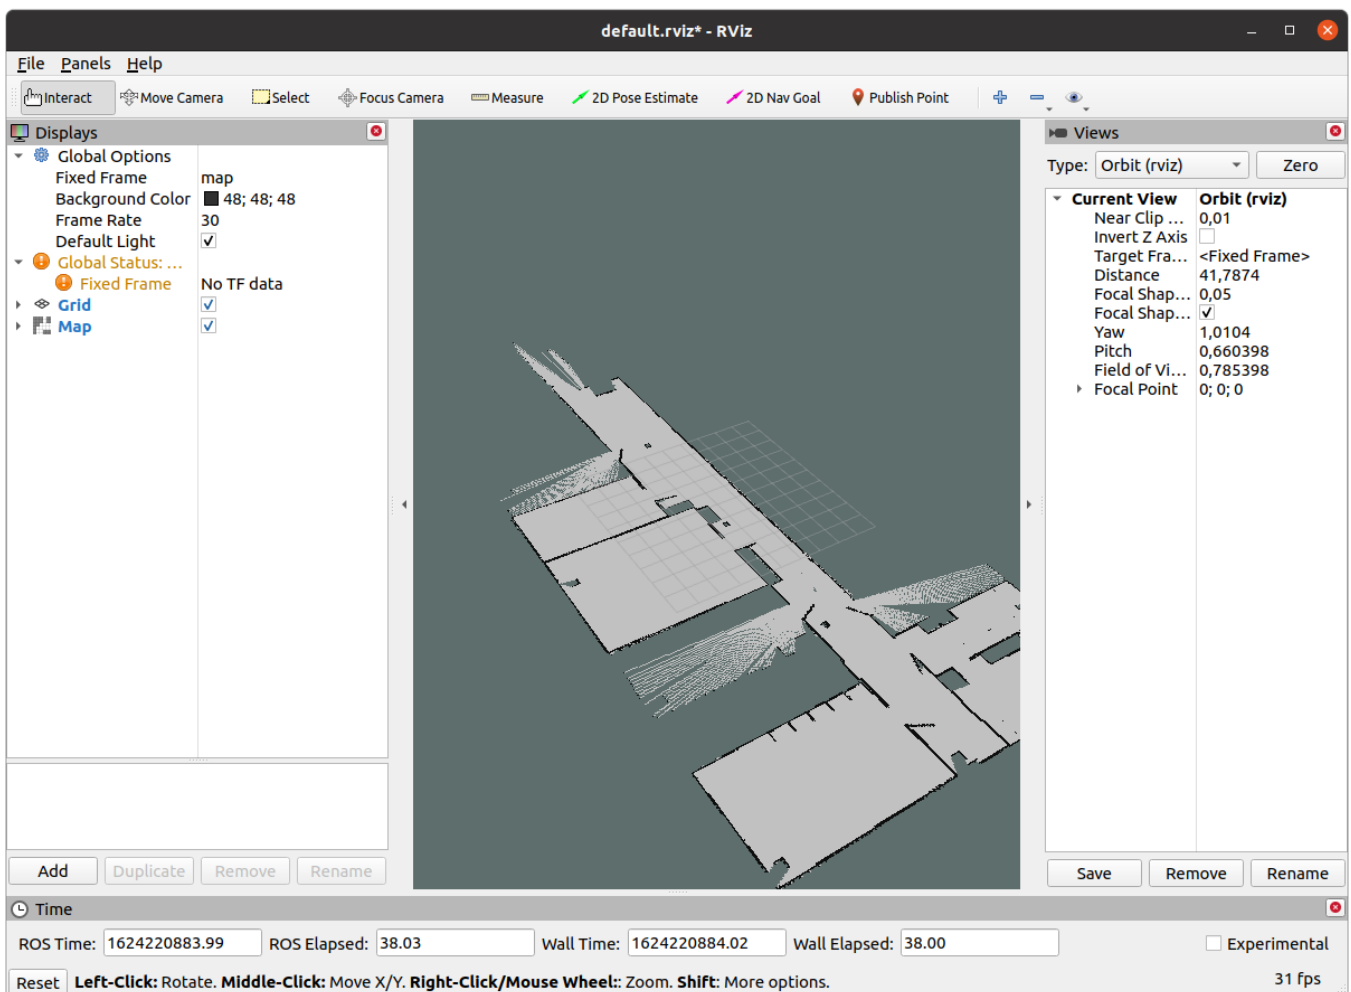 default.rviz* - RViz
File Panels Help
Interact Move Camera Select Focus Camera Measure 2D Pose Estimate 2D Nav Goal Publish Point
Displays
Global Options
Fixed Frame map
Background Color 48; 48; 48
Frame Rate 30
Default Light
Global Status: ...
Fixed Frame No TF data
Grid
Map
Add Duplicate Remove Rename
Views
Type: Orbit (rviz) Zero
Current View Orbit (rviz)
Near Clip ... 0,01
Invert Z Axis
Target Fra... <Fixed Frame>
Distance 41,7874
Focal Shap... 0,05
Focal Shap...
Yaw 1,0104
Pitch 0,660398
Field of Vi... 0,785398
Focal Point 0; 0; 0
Save Remove Rename
Time
ROS Time: 1624220883.99 ROS Elapsed: 38.03 Wall Time: 1624220884.02 Wall Elapsed: 38.00 Experimental
Reset Left-Click: Rotate. Middle-Click: Move X/Y. Right-Click/Mouse Wheel:: Zoom. Shift: More options. 31 fps